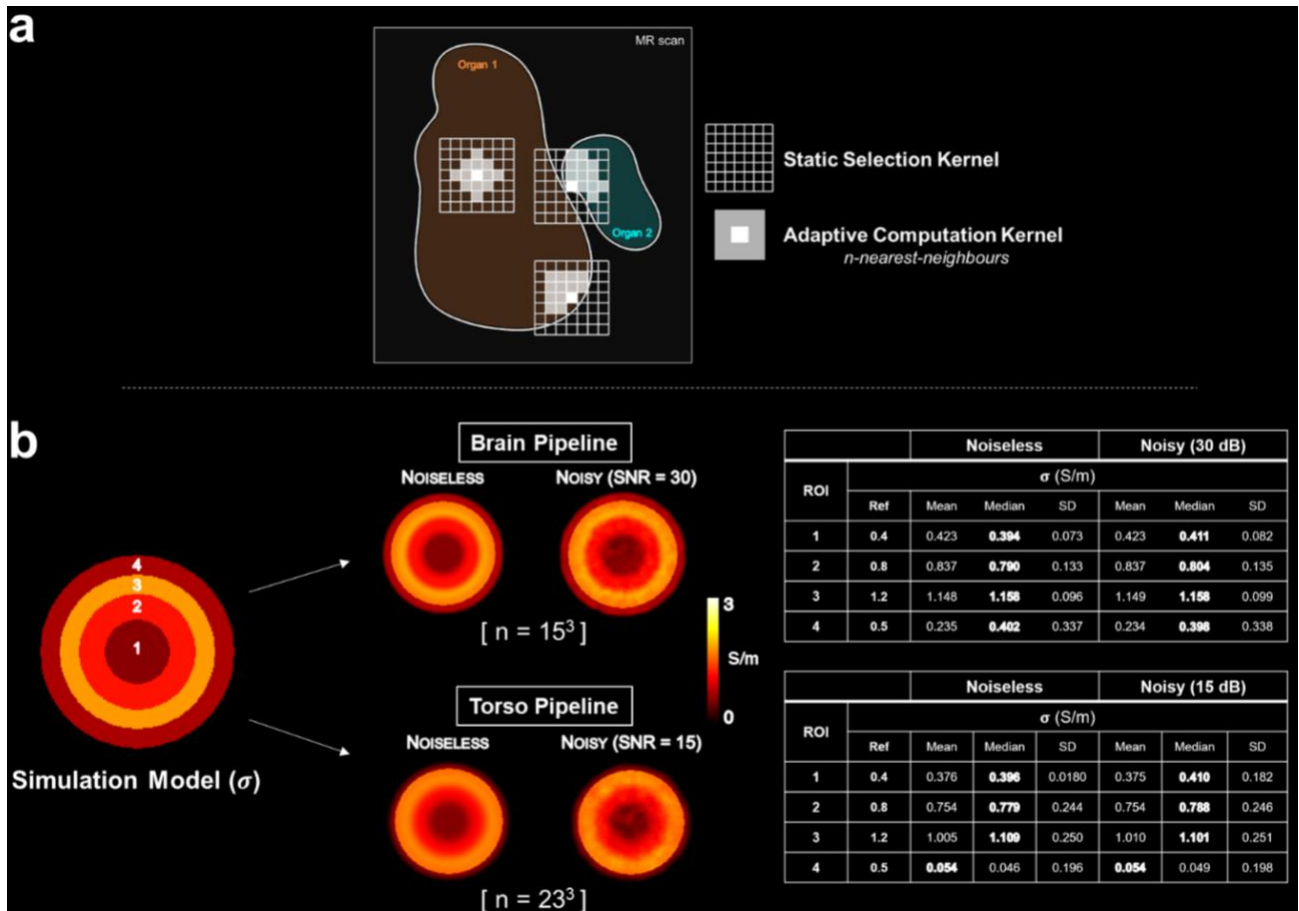 a
MR scan
Organ 1
Organ 2
Static Selection Kernel
Adaptive Computation Kernel
n-nearest-neighbours
b
Brain Pipeline
NOISELESS NOISY (SNR = 30)
[ n = 15³ ]
4
3
2
1
Simulation Model (σ)
3
S/m
0
Torso Pipeline
NOISELESS NOISY (SNR = 15)
[ n = 23³ ]
Noiseless Noisy (30 dB)
ROI σ (S/m)
Ref Mean Median SD Mean Median SD
1 0.4 0.423 0.394 0.073 0.423 0.411 0.082
2 0.8 0.837 0.790 0.133 0.837 0.804 0.135
3 1.2 1.148 1.158 0.096 1.149 1.158 0.099
4 0.5 0.235 0.402 0.337 0.234 0.398 0.338
Noiseless Noisy (15 dB)
ROI σ (S/m)
Ref Mean Median SD Mean Median SD
1 0.4 0.376 0.396 0.0180 0.375 0.410 0.182
2 0.8 0.754 0.779 0.244 0.754 0.788 0.246
3 1.2 1.005 1.109 0.250 1.010 1.101 0.251
4 0.5 0.054 0.046 0.196 0.054 0.049 0.198